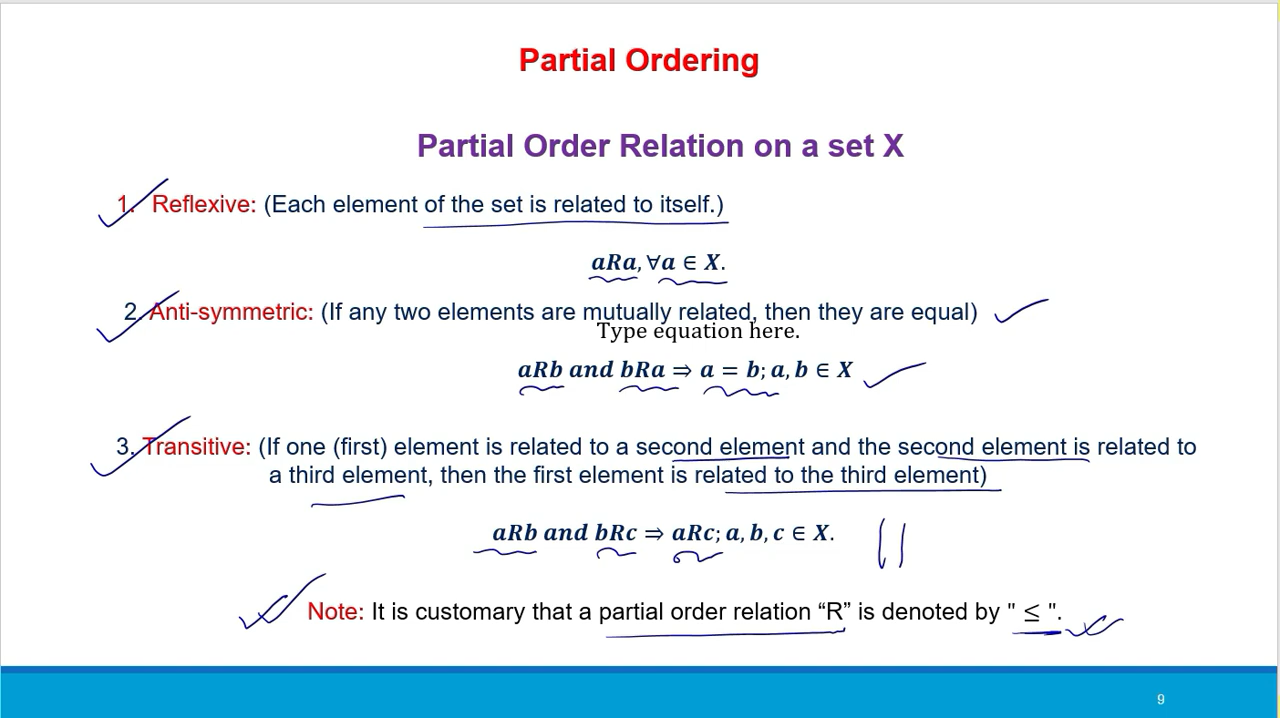 Partial Ordering
Partial Order Relation on a set X
1. Reflexive: (Each element of the set is related to itself.)
aRa, ∀a ∈ X.
2. Anti-symmetric: (If any two elements are mutually related, then they are equal)
Type equation here.
aRb and bRa ⇒ a = b; a, b ∈ X
3. Transitive: (If one (first) element is related to a second element and the second element is related to
a third element, then the first element is related to the third element)
aRb and bRc ⇒ aRc; a, b, c ∈ X.
Note: It is customary that a partial order relation “R” is denoted by " ≤ ".
9